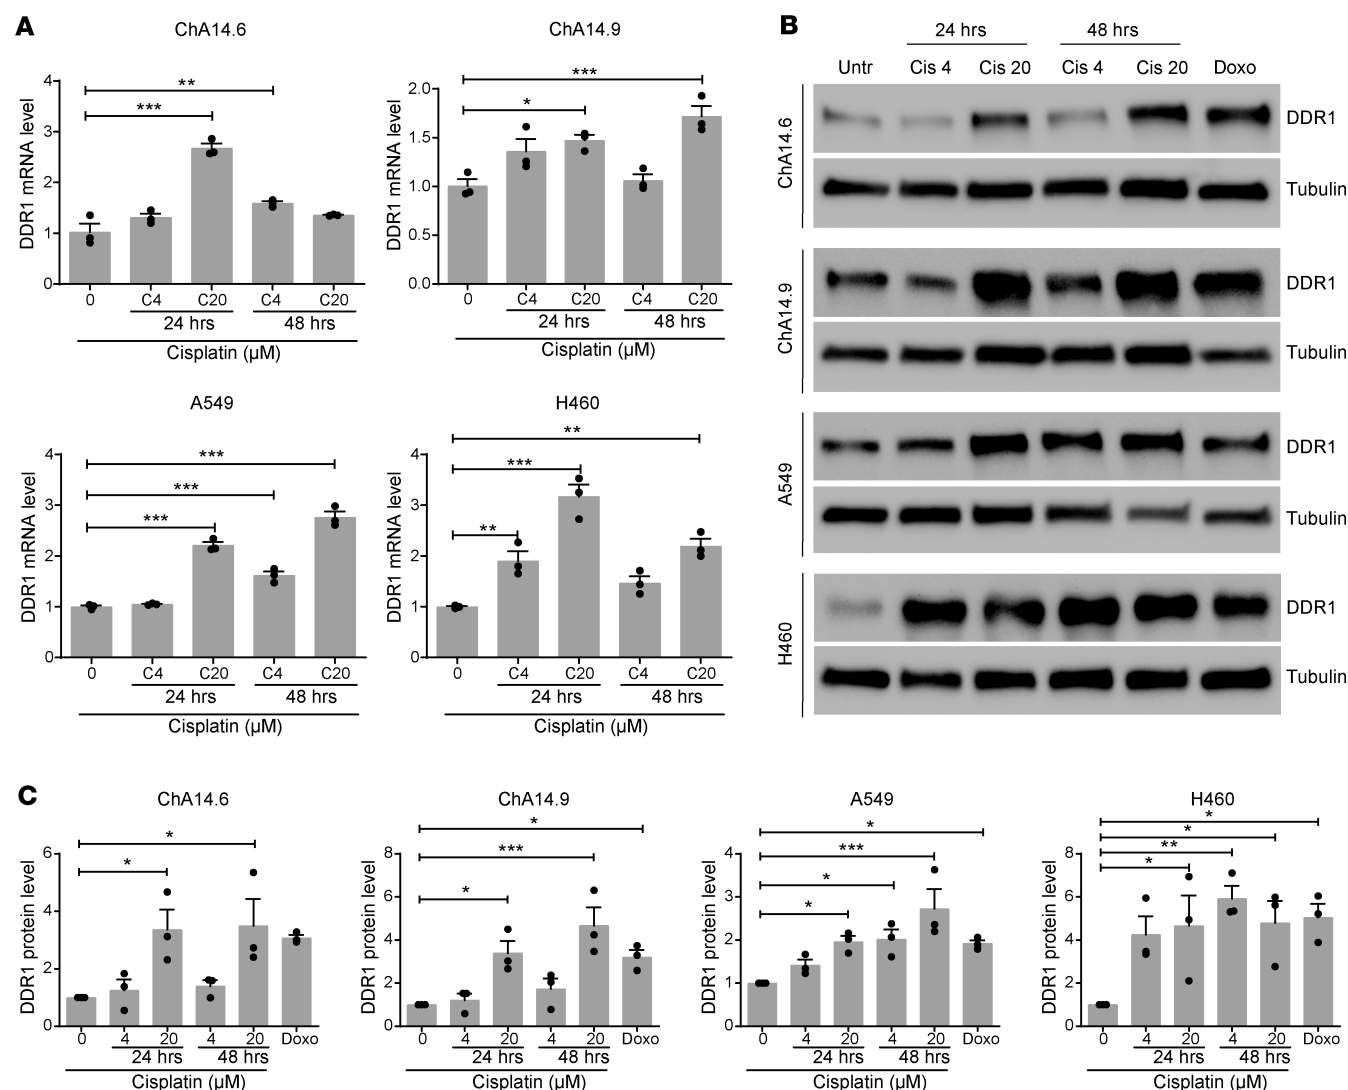 A
ChA14.6
DDR1 mRNA level
4
3
2
1
0
**
***
0 C4 C20 C4 C20
24 hrs 48 hrs
Cisplatin (µM)
ChA14.9
DDR1 mRNA level
2.0
1.5
1.0
0.5
0.0
***
*
0 C4 C20 C4 C20
24 hrs 48 hrs
Cisplatin (µM)
A549
DDR1 mRNA level
4
3
2
1
0
***
***
***
0 C4 C20 C4 C20
24 hrs 48 hrs
Cisplatin (µM)
H460
DDR1 mRNA level
4
3
2
1
0
**
***
**
0 C4 C20 C4 C20
24 hrs 48 hrs
Cisplatin (µM)
B
24 hrs 48 hrs
Untr Cis 4 Cis 20 Cis 4 Cis 20 Doxo
ChA14.6
DDR1
Tubulin
ChA14.9
DDR1
Tubulin
A549
DDR1
Tubulin
H460
DDR1
Tubulin
C
ChA14.6
DDR1 protein level
6
4
2
0
*
*
0 4 20 4 20 Doxo
24 hrs 48 hrs
Cisplatin (µM)
ChA14.9
DDR1 protein level
8
6
4
2
0
*
***
*
0 4 20 4 20 Doxo
24 hrs 48 hrs
Cisplatin (µM)
A549
DDR1 protein level
4
3
2
1
0
*
***
*
*
0 4 20 4 20 Doxo
24 hrs 48 hrs
Cisplatin (µM)
H460
DDR1 protein level
8
6
4
2
0
*
*
**
*
0 4 20 4 20 Doxo
24 hrs 48 hrs
Cisplatin (µM)